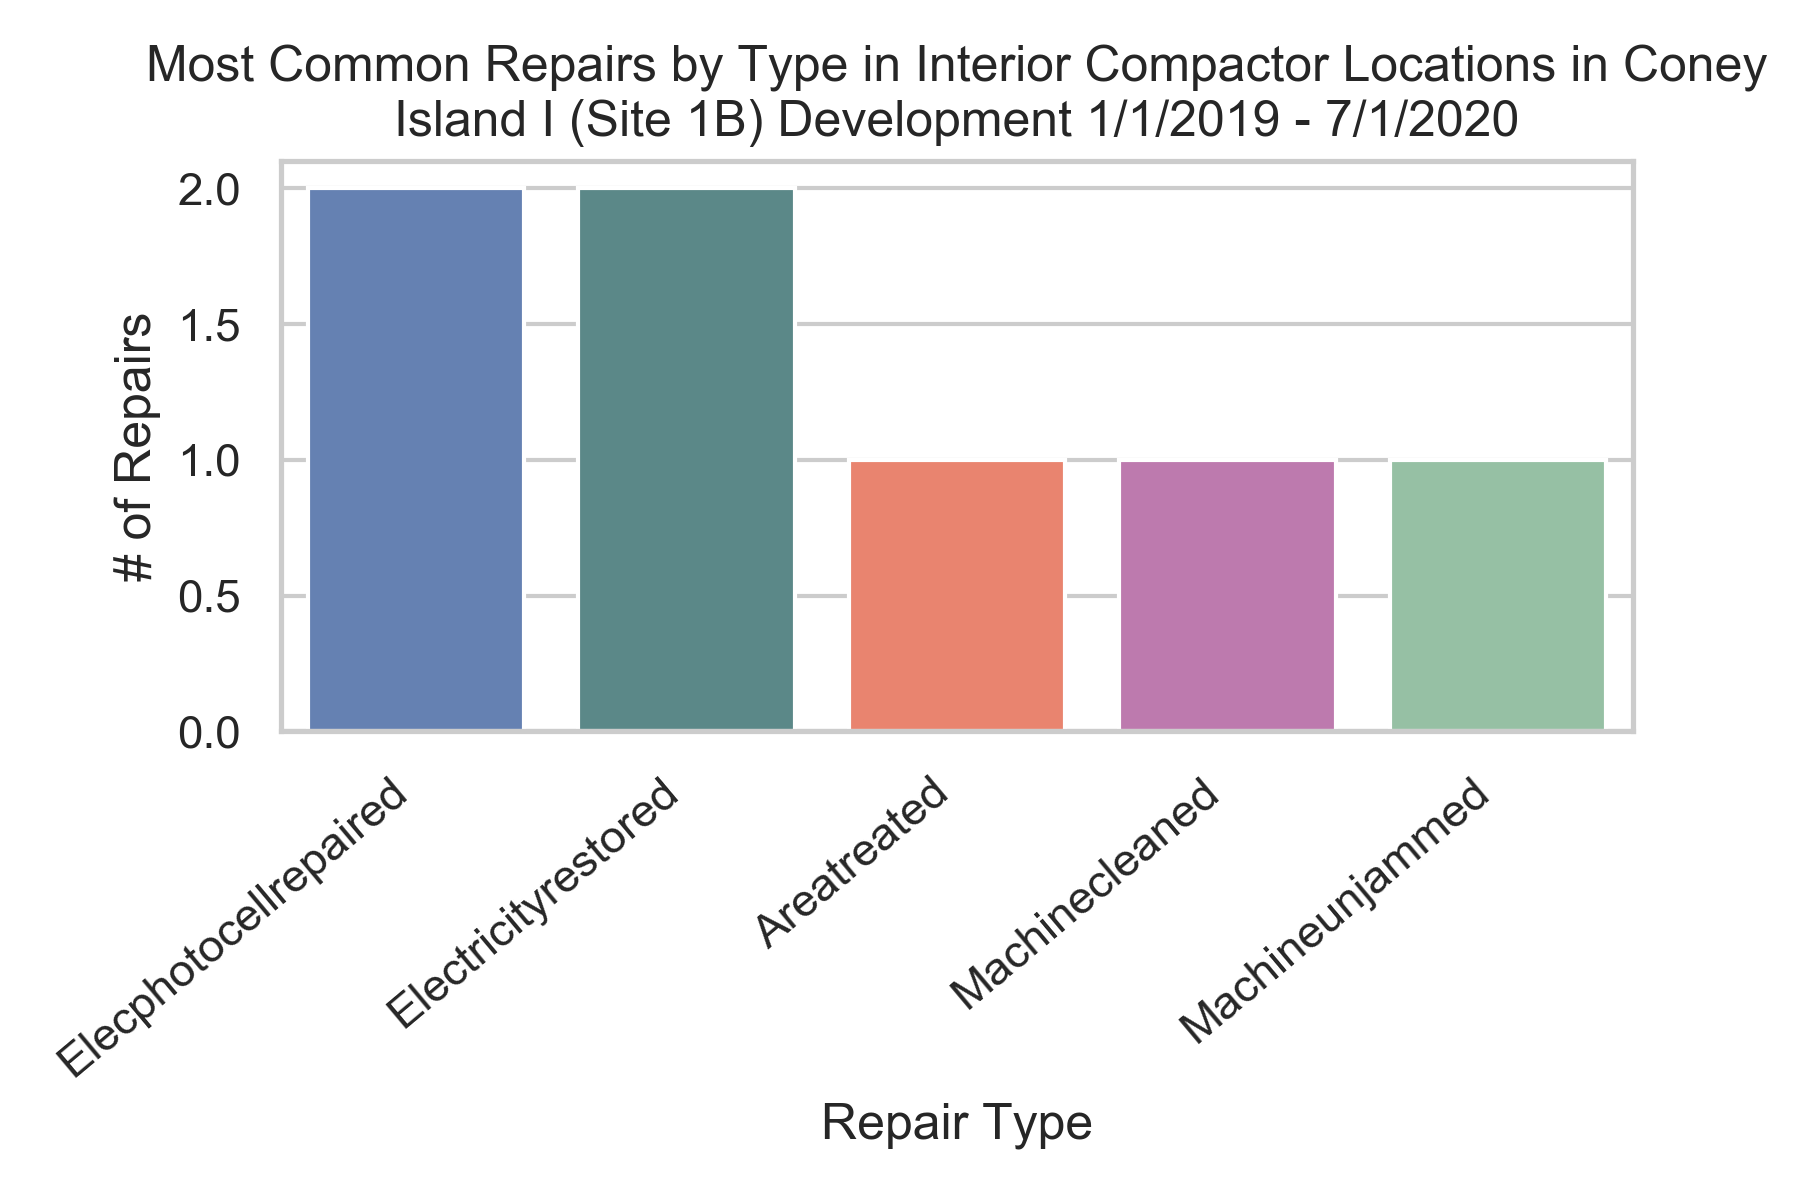 Most Common Repairs by Type in Interior Compactor Locations in Coney
Island I (Site 1B) Development 1/1/2019 - 7/1/2020
# of Repairs
2.0
1.5
1.0
0.5
0.0
Elecphotocellrepaired
Electricityrestored
Areatreated
Machinecleaned
Machineunjammed
Repair Type